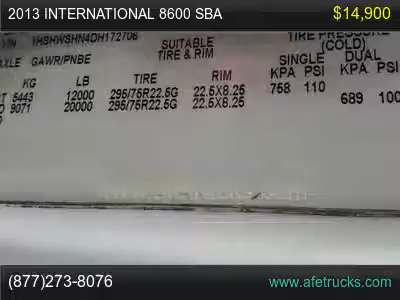 2013 INTERNATIONAL 8600 SBA $14,900
VIN 1HSHWSHN4DH172706
SUITABLE TIRE & RIM
TIRE PRESSURE (COLD)
AXLE GAWR/PNBE
SINGLE DUAL
KG LB TIRE RIM KPA PSI KPA PSI
5443 12000 295/75R22.5G 22.5X8.25 758 110
9071 20000 295/75R22.5G 22.5X8.25 689 100
(877)273-8076 www.afetrucks.com